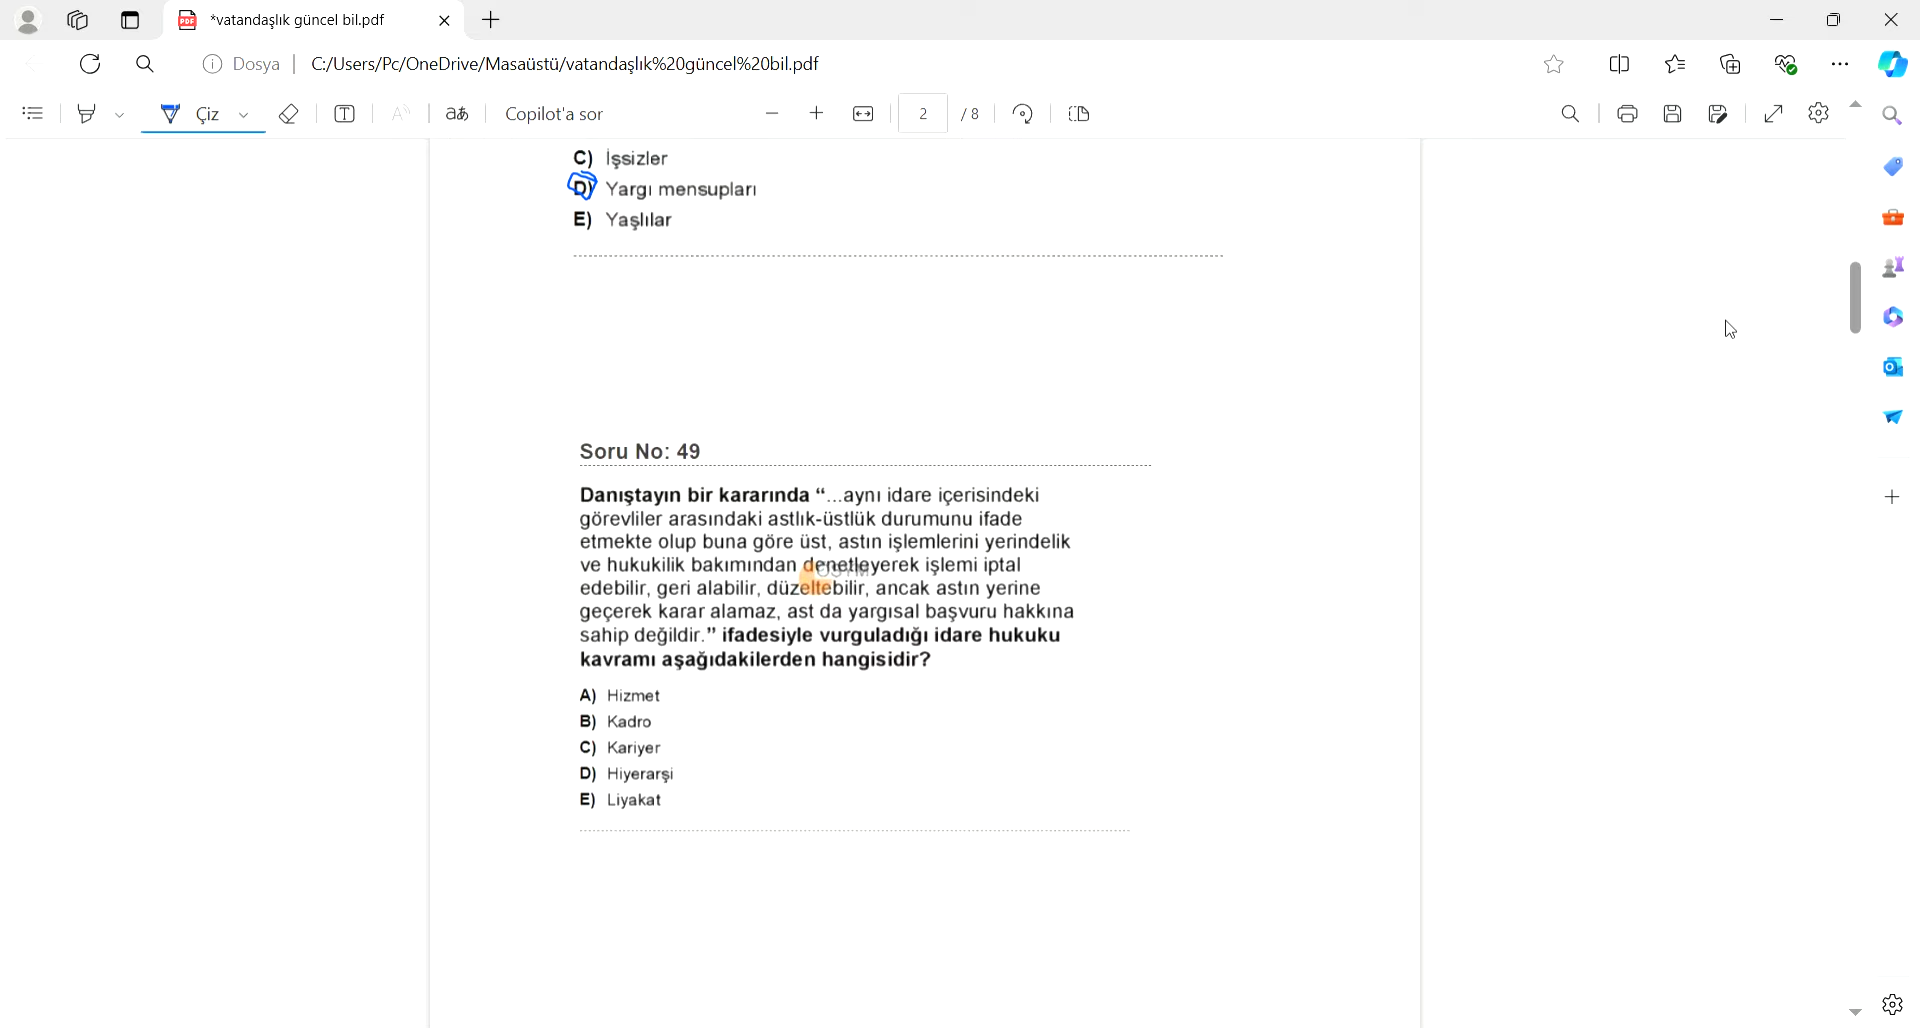 *vatandaşlık güncel bil.pdf
Dosya C:/Users/Pc/OneDrive/Masaüstü/vatandaşlık%20güncel%20bil.pdf
Çiz aあ Copilot'a sor 2 / 8
C) İşsizler
D) Yargı mensupları
E) Yaşlılar
Soru No: 49
Danıştayın bir kararında “...aynı idare içerisindeki
görevliler arasındaki astlık-üstlük durumunu ifade
etmekte olup buna göre üst, astın işlemlerini yerindelik
ve hukukilik bakımından denetleyerek işlemi iptal
edebilir, geri alabilir, düzeltebilir, ancak astın yerine
geçerek karar alamaz, ast da yargısal başvuru hakkına
sahip değildir.” ifadesiyle vurguladığı idare hukuku
kavramı aşağıdakilerden hangisidir?
A) Hizmet
B) Kadro
C) Kariyer
D) Hiyerarşi
E) Liyakat
ÖSYM